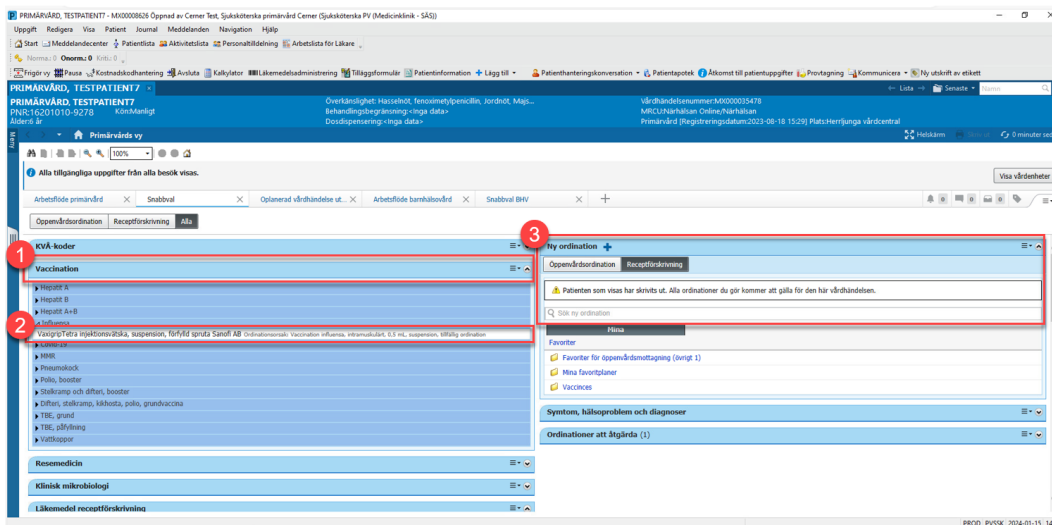 PRIMÄRVÅRD, TESTPATIENT7 - MX00008626 Öppnad av Cerner Test, Sjuksköterska primärvård Cerner (Sjuksköterska PV (Medicinklinik - SÄS))
Uppgift Redigera Visa Patient Journal Meddelanden Navigation Hjälp
Start Meddelandecenter Patientlista Aktivitetslista Personaltilldelning Arbetslista för Läkare
Norma.: 0 Onorm.: 0 Kriti.: 0
Frigör vy Pausa Kostnadskodhantering Avsluta Kalkylator Läkemedelsadministrering Tilläggsformulär Patientinformation Lägg till Patienthanteringskonversation Patientapotek Åtkomst till patientuppgifter Provtagning Kommunicera Ny utskrift av etikett
PRIMÄRVÅRD, TESTPATIENT7 × Lista Senaste Namn
PRIMÄRVÅRD, TESTPATIENT7 Överkänslighet: Hasselnöt, fenoximetylpenicillin, Jordnöt, Majs... Vårdhändelsenummer:MX000035478
PNR:16201010-9278 Kön:Manligt Behandlingsbegränsning:<Inga data> MRCU:Närhälsan Online/Närhälsan
Ålder:6 år Dosdispensering:<Inga data> Primärvård [Registreringsdatum:2023-08-18 15:29] Plats:Herrljunga vårdcentral
Meny
Primärvårds vy Helskärm Skriv ut 0 minuter sed
100%
Alla tillgängliga uppgifter från alla besök visas.
Visa vårdenheter
Arbetsflöde primärvård × Snabbval × Oplanerad vårdhändelse ut... × Arbetsflöde barnhälsovård × Snabbval BHV × + 0 0 0
Öppenvårdsordination Receptförskrivning Alla
KVÅ-koder
1
Vaccination
Hepatit A
Hepatit B
Hepatit A+B
Influensa
2
VaxigripTetra injektionsvätska, suspension, förfylld spruta Sanofi AB Ordinationsorsak: Vaccination influensa, intramuskulärt, 0,5 mL, suspension, tillfällig ordination
Covid-19
MMR
Pneumokock
Polio, booster
Stelkramp och difteri, booster
Difteri, stelkramp, kikhosta, polio, grundvaccina
TBE, grund
TBE, påfyllning
Vattkoppor
Resemedicin
Klinisk mikrobiologi
Läkemedel receptförskrivning
3
Ny ordination +
Öppenvårdsordination Receptförskrivning
Patienten som visas har skrivits ut. Alla ordinationer du gör kommer att gälla för den här vårdhändelsen.
Sök ny ordination
Mina
Favoriter
Favoriter för öppenvårdsmottagning (övrigt 1)
Mina favoritplaner
Vaccinces
Symtom, hälsoproblem och diagnoser
Ordinationer att åtgärda (1)
PROD PVSSK 2024-01-15 14